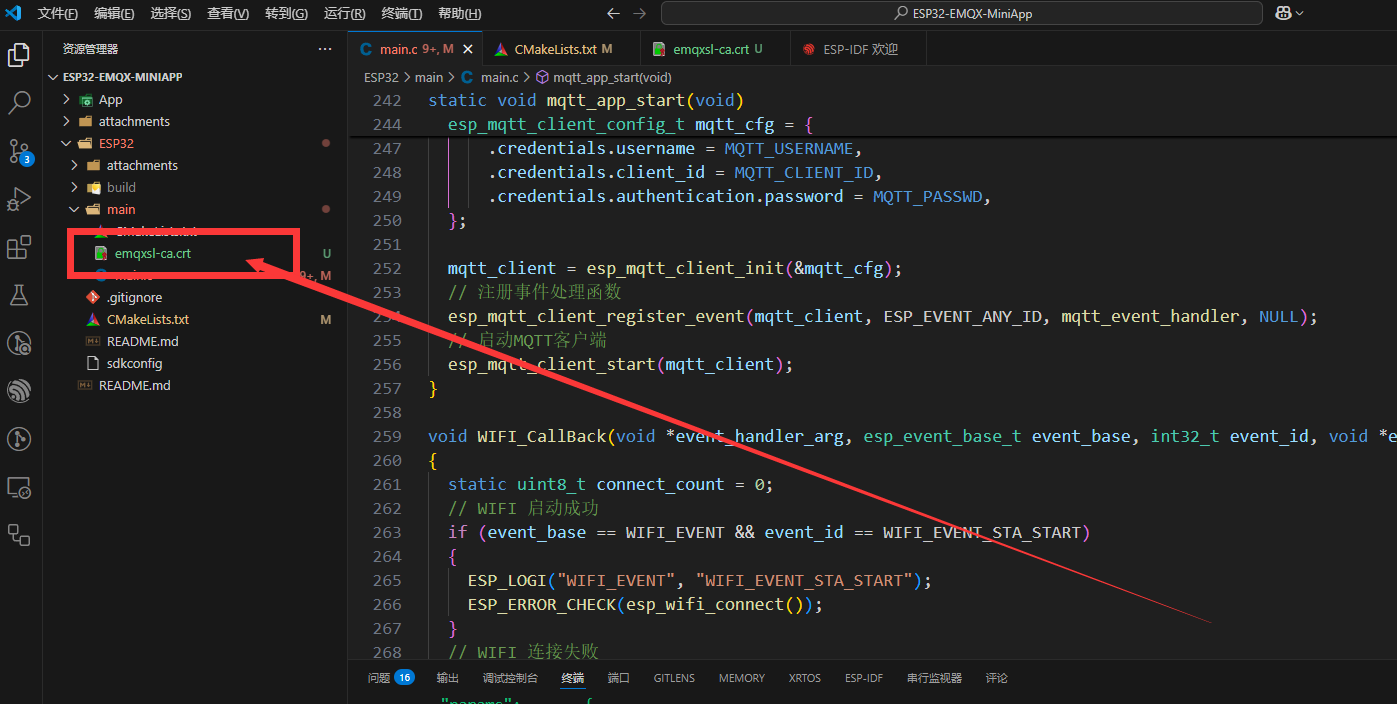 文件(F) 编辑(E) 选择(S) 查看(V) 转到(G) 运行(R) 终端(T) 帮助(H)
ESP32-EMQX-MiniApp
资源管理器
ESP32-EMQX-MINIAPP
App
attachments
ESP32
attachments
build
main
CMakeLists.txt
emqxsl-ca.crt U
main.c 9+, M
.gitignore
CMakeLists.txt M
README.md
sdkconfig
README.md
3
main.c 9+, M
CMakeLists.txt M
emqxsl-ca.crt U
ESP-IDF 欢迎
ESP32 > main > C main.c > mqtt_app_start(void)
242 static void mqtt_app_start(void)
244 esp_mqtt_client_config_t mqtt_cfg = {
247 .credentials.username = MQTT_USERNAME,
248 .credentials.client_id = MQTT_CLIENT_ID,
249 .credentials.authentication.password = MQTT_PASSWD,
250 };
251
252 mqtt_client = esp_mqtt_client_init(&mqtt_cfg);
253 // 注册事件处理函数
254 esp_mqtt_client_register_event(mqtt_client, ESP_EVENT_ANY_ID, mqtt_event_handler, NULL);
255 // 启动MQTT客户端
256 esp_mqtt_client_start(mqtt_client);
257 }
258
259 void WIFI_CallBack(void *event_handler_arg, esp_event_base_t event_base, int32_t event_id, void *e
260 {
261 static uint8_t connect_count = 0;
262 // WIFI 启动成功
263 if (event_base == WIFI_EVENT && event_id == WIFI_EVENT_STA_START)
264 {
265 ESP_LOGI("WIFI_EVENT", "WIFI_EVENT_STA_START");
266 ESP_ERROR_CHECK(esp_wifi_connect());
267 }
268 // WIFI 连接失败
问题 16 输出 调试控制台 终端 端口 GITLENS MEMORY XRTOS ESP-IDF 串行监视器 评论
"params": {